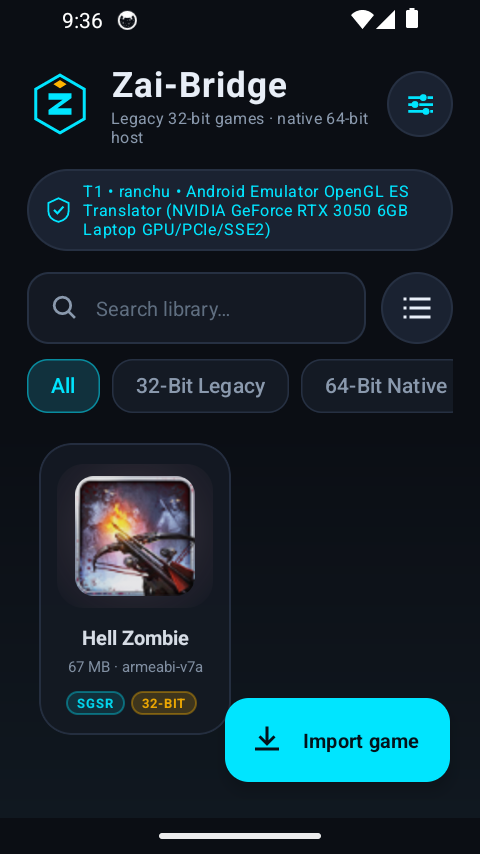 9:36
Zai-Bridge
Legacy 32-bit games · native 64-bit
host
T1 • ranchu • Android Emulator OpenGL ES
Translator (NVIDIA GeForce RTX 3050 6GB
Laptop GPU/PCIe/SSE2)
Search library…
All
32-Bit Legacy
64-Bit Native
Hell Zombie
67 MB · armeabi-v7a
SGSR
32-BIT
Import game